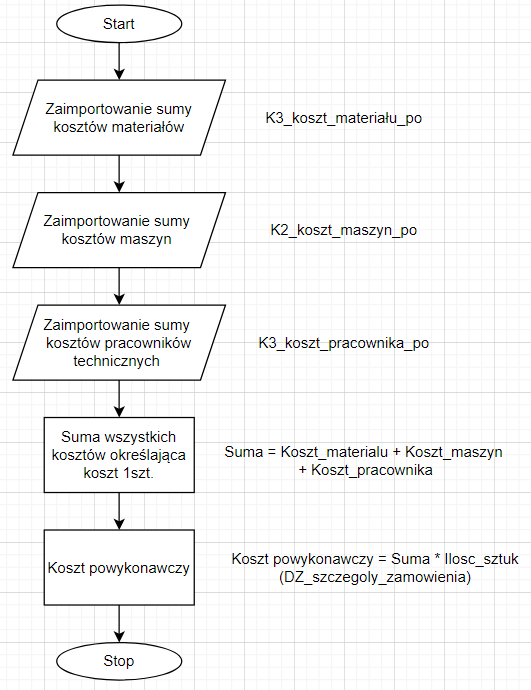 Start
Zaimportowanie sumy
kosztów materiałów
K3_koszt_materiału_po
Zaimportowanie sumy
kosztów maszyn
K2_koszt_maszyn_po
Zaimportowanie sumy
kosztów pracowników
technicznych
K3_koszt_pracownika_po
Suma wszystkich
kosztów określająca
koszt 1szt.
Suma = Koszt_materialu + Koszt_maszyn
+ Koszt_pracownika
Koszt powykonawczy
Koszt powykonawczy = Suma * Ilosc_sztuk
(DZ_szczegoly_zamowienia)
Stop